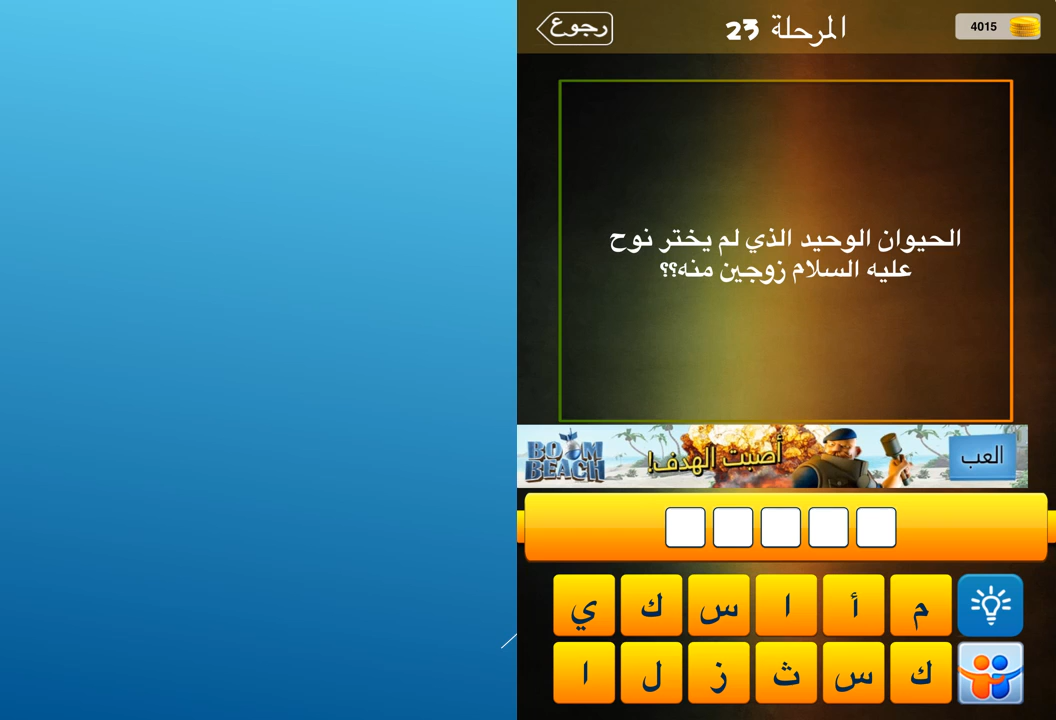 رجوع
المرحلة 23
4015
الحيوان الوحيد الذي لم يختر نوح
عليه السلام زوجين منه؟؟
BOOM
BEACH
أصبت الهدف!
العب
م أ ا س ك ي
ك س ث ز ل ا